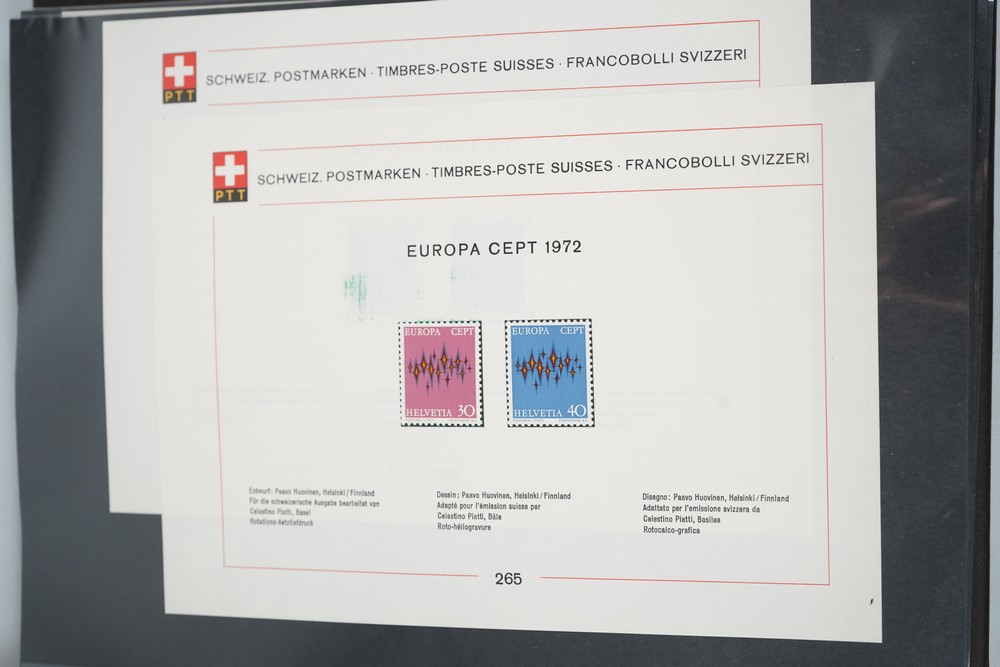 PTT
SCHWEIZ. POSTMARKEN · TIMBRES-POSTE SUISSES · FRANCOBOLLI SVIZZERI
PTT
SCHWEIZ. POSTMARKEN · TIMBRES-POSTE SUISSES · FRANCOBOLLI SVIZZERI
EUROPA CEPT 1972
EUROPA CEPT
HELVETIA 30
EUROPA CEPT
HELVETIA 40
Entwurf: Paavo Huovinen, Helsinki / Finnland
Für die schweizerische Ausgabe bearbeitet von
Celestino Piatti, Basel
Rotations-Aetztiefdruck
Dessin: Paavo Huovinen, Helsinki / Finnland
Adapté pour l'émission suisse par
Celestino Piatti, Bâle
Roto-héliogravure
Disegno: Paavo Huovinen, Helsinki / Finnland
Adattato per l'emissione svizzera da
Celestino Piatti, Basilea
Rotocalco-grafica
265